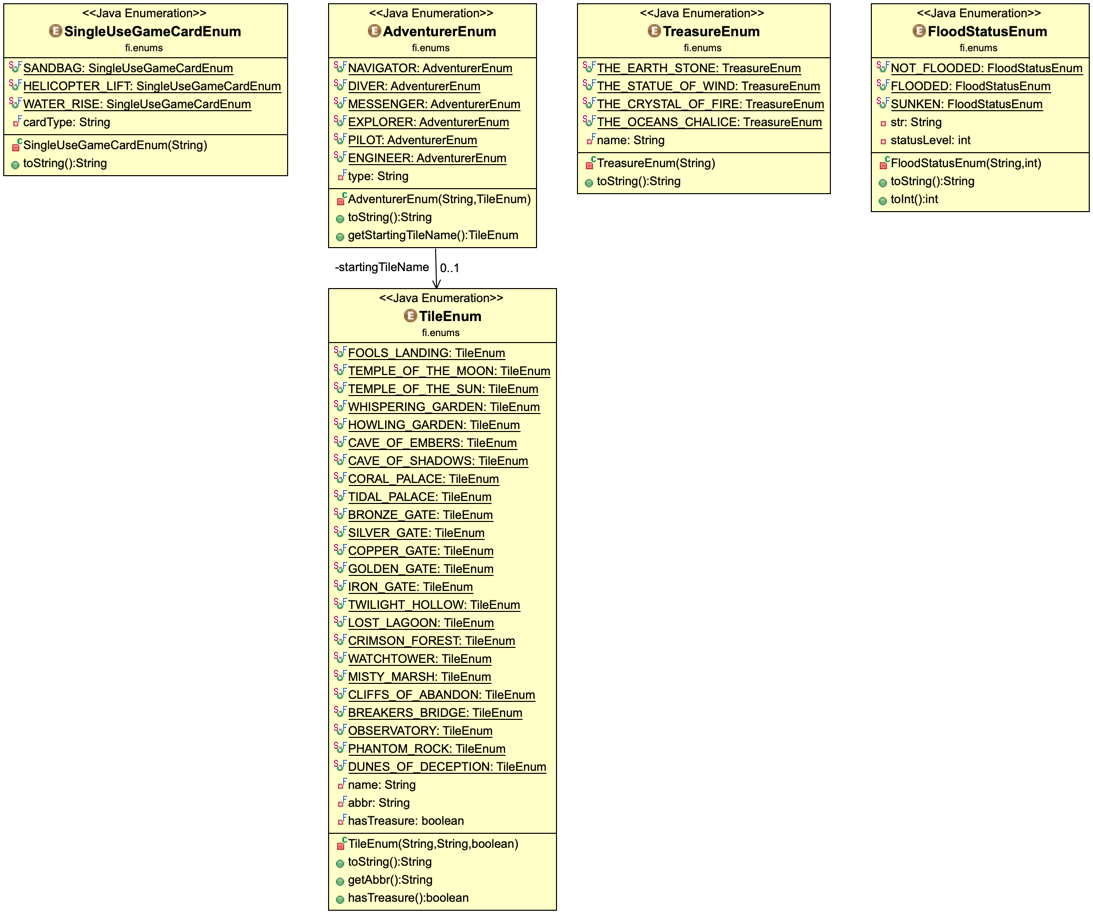 <<Java Enumeration>>
SingleUseGameCardEnum
fi.enums
SANDBAG: SingleUseGameCardEnum
HELICOPTER_LIFT: SingleUseGameCardEnum
WATER_RISE: SingleUseGameCardEnum
cardType: String
SingleUseGameCardEnum(String)
toString():String
<<Java Enumeration>>
AdventurerEnum
fi.enums
NAVIGATOR: AdventurerEnum
DIVER: AdventurerEnum
MESSENGER: AdventurerEnum
EXPLORER: AdventurerEnum
PILOT: AdventurerEnum
ENGINEER: AdventurerEnum
type: String
AdventurerEnum(String,TileEnum)
toString():String
getStartingTileName():TileEnum
<<Java Enumeration>>
TreasureEnum
fi.enums
THE_EARTH_STONE: TreasureEnum
THE_STATUE_OF_WIND: TreasureEnum
THE_CRYSTAL_OF_FIRE: TreasureEnum
THE_OCEANS_CHALICE: TreasureEnum
name: String
TreasureEnum(String)
toString():String
<<Java Enumeration>>
FloodStatusEnum
fi.enums
NOT_FLOODED: FloodStatusEnum
FLOODED: FloodStatusEnum
SUNKEN: FloodStatusEnum
str: String
statusLevel: int
FloodStatusEnum(String,int)
toString():String
toInt():int
-startingTileName 0..1
<<Java Enumeration>>
TileEnum
fi.enums
FOOLS_LANDING: TileEnum
TEMPLE_OF_THE_MOON: TileEnum
TEMPLE_OF_THE_SUN: TileEnum
WHISPERING_GARDEN: TileEnum
HOWLING_GARDEN: TileEnum
CAVE_OF_EMBERS: TileEnum
CAVE_OF_SHADOWS: TileEnum
CORAL_PALACE: TileEnum
TIDAL_PALACE: TileEnum
BRONZE_GATE: TileEnum
SILVER_GATE: TileEnum
COPPER_GATE: TileEnum
GOLDEN_GATE: TileEnum
IRON_GATE: TileEnum
TWILIGHT_HOLLOW: TileEnum
LOST_LAGOON: TileEnum
CRIMSON_FOREST: TileEnum
WATCHTOWER: TileEnum
MISTY_MARSH: TileEnum
CLIFFS_OF_ABANDON: TileEnum
BREAKERS_BRIDGE: TileEnum
OBSERVATORY: TileEnum
PHANTOM_ROCK: TileEnum
DUNES_OF_DECEPTION: TileEnum
name: String
abbr: String
hasTreasure: boolean
TileEnum(String,String,boolean)
toString():String
getAbbr():String
hasTreasure():boolean